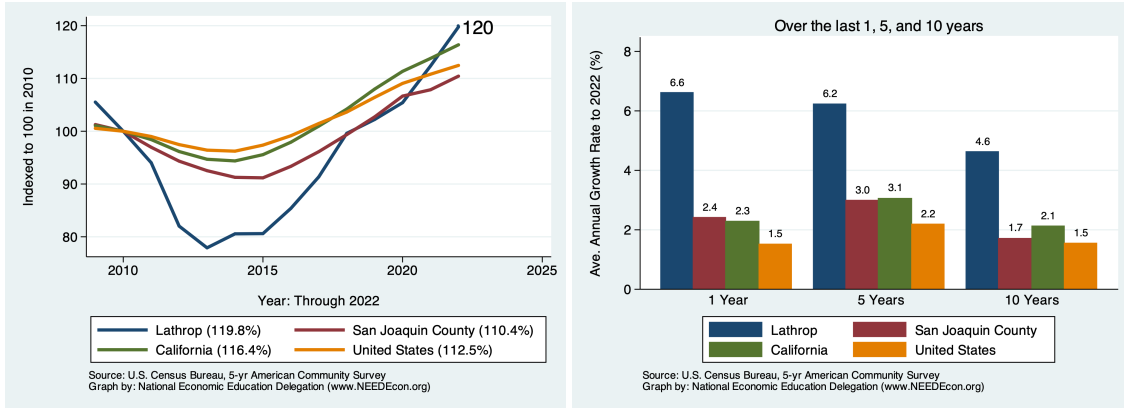 120
120
110
100
90
80
Indexed to 100 in 2010
2010
2015
2020
2025
Year: Through 2022
Lathrop (119.8%)
San Joaquin County (110.4%)
California (116.4%)
United States (112.5%)
Source: U.S. Census Bureau, 5-yr American Community Survey
Graph by: National Economic Education Delegation (www.NEEDEcon.org)
Over the last 1, 5, and 10 years
8
6
4
2
0
Ave. Annual Growth Rate to 2022 (%)
6.6
2.4
2.3
1.5
6.2
3.0
3.1
2.2
4.6
1.7
2.1
1.5
1 Year
5 Years
10 Years
Lathrop
San Joaquin County
California
United States
Source: U.S. Census Bureau, 5-yr American Community Survey
Graph by: National Economic Education Delegation (www.NEEDEcon.org)